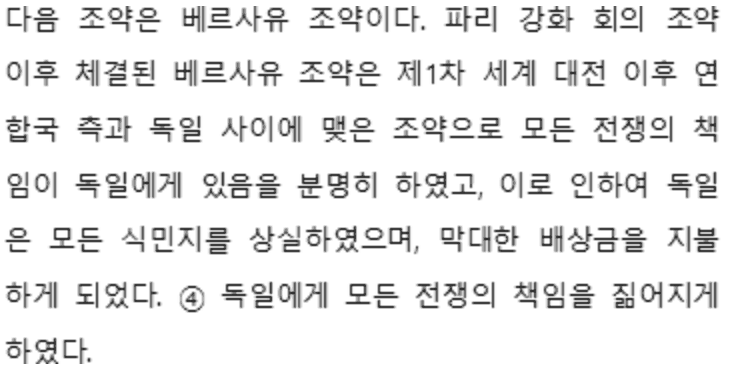 다음 조약은 베르사유 조약이다. 파리 강화 회의 조약
이후 체결된 베르사유 조약은 제1차 세계 대전 이후 연
합국 측과 독일 사이에 맺은 조약으로 모든 전쟁의 책
임이 독일에게 있음을 분명히 하였고, 이로 인하여 독일
은 모든 식민지를 상실하였으며, 막대한 배상금을 지불
하게 되었다. ④ 독일에게 모든 전쟁의 책임을 짊어지게
하였다.